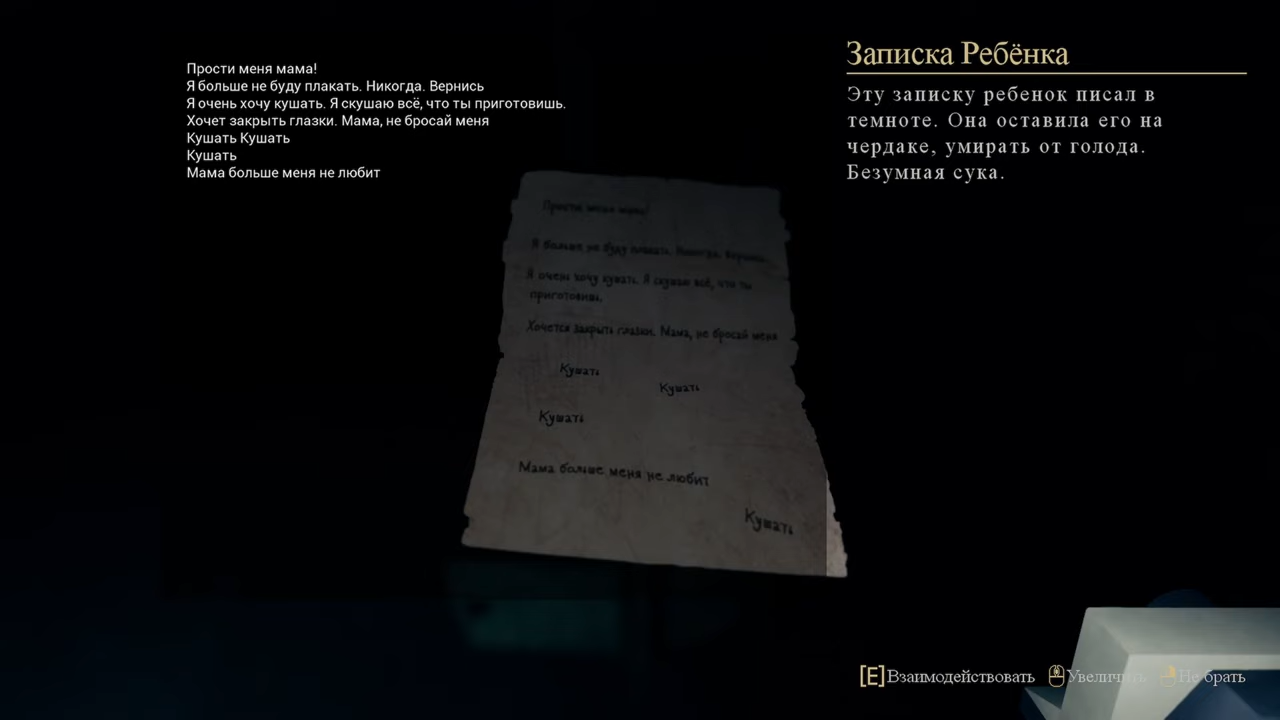 Прости меня мама!
Я больше не буду плакать. Никогда. Вернись
Я очень хочу кушать. Я скушаю всё, что ты приготовишь.
Хочет закрыть глазки. Мама, не бросай меня
Кушать Кушать
Кушать
Мама больше меня не любит
Записка Ребёнка
Эту записку ребенок писал в
темноте. Она оставила его на
чердаке, умирать от голода.
Безумная сука.
Прости меня мама!
Я больше не буду плакать. Никогда. Вернись
Я очень хочу кушать. Я скушаю всё, что ты
приготовишь.
Хочется закрыть глазки. Мама, не бросай меня
Кушать
Кушать
Кушать
Мама больше меня не любит
Кушать
[E]Взаимодействовать Увеличить Не брать